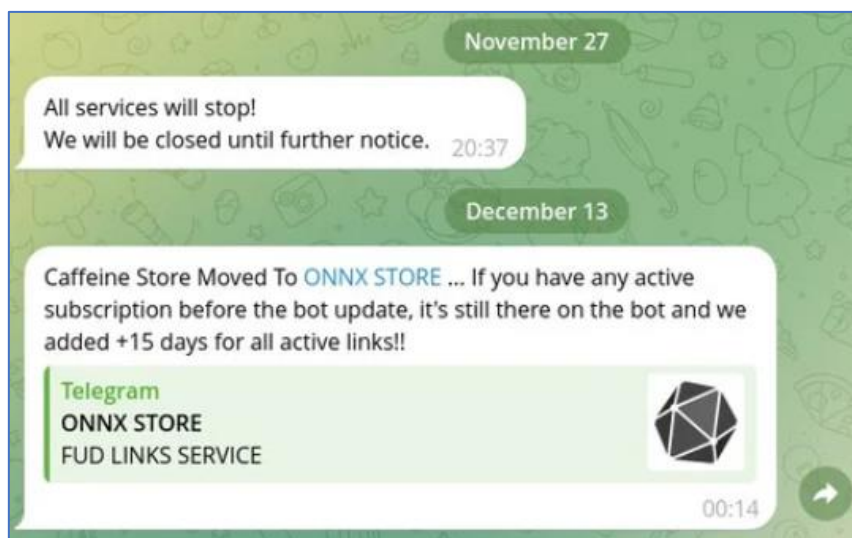 November 27
All services will stop!
We will be closed until further notice.
20:37
December 13
Caffeine Store Moved To ONNX STORE ... If you have any active
subscription before the bot update, it's still there on the bot and we
added +15 days for all active links!!
Telegram
ONNX STORE
FUD LINKS SERVICE
00:14